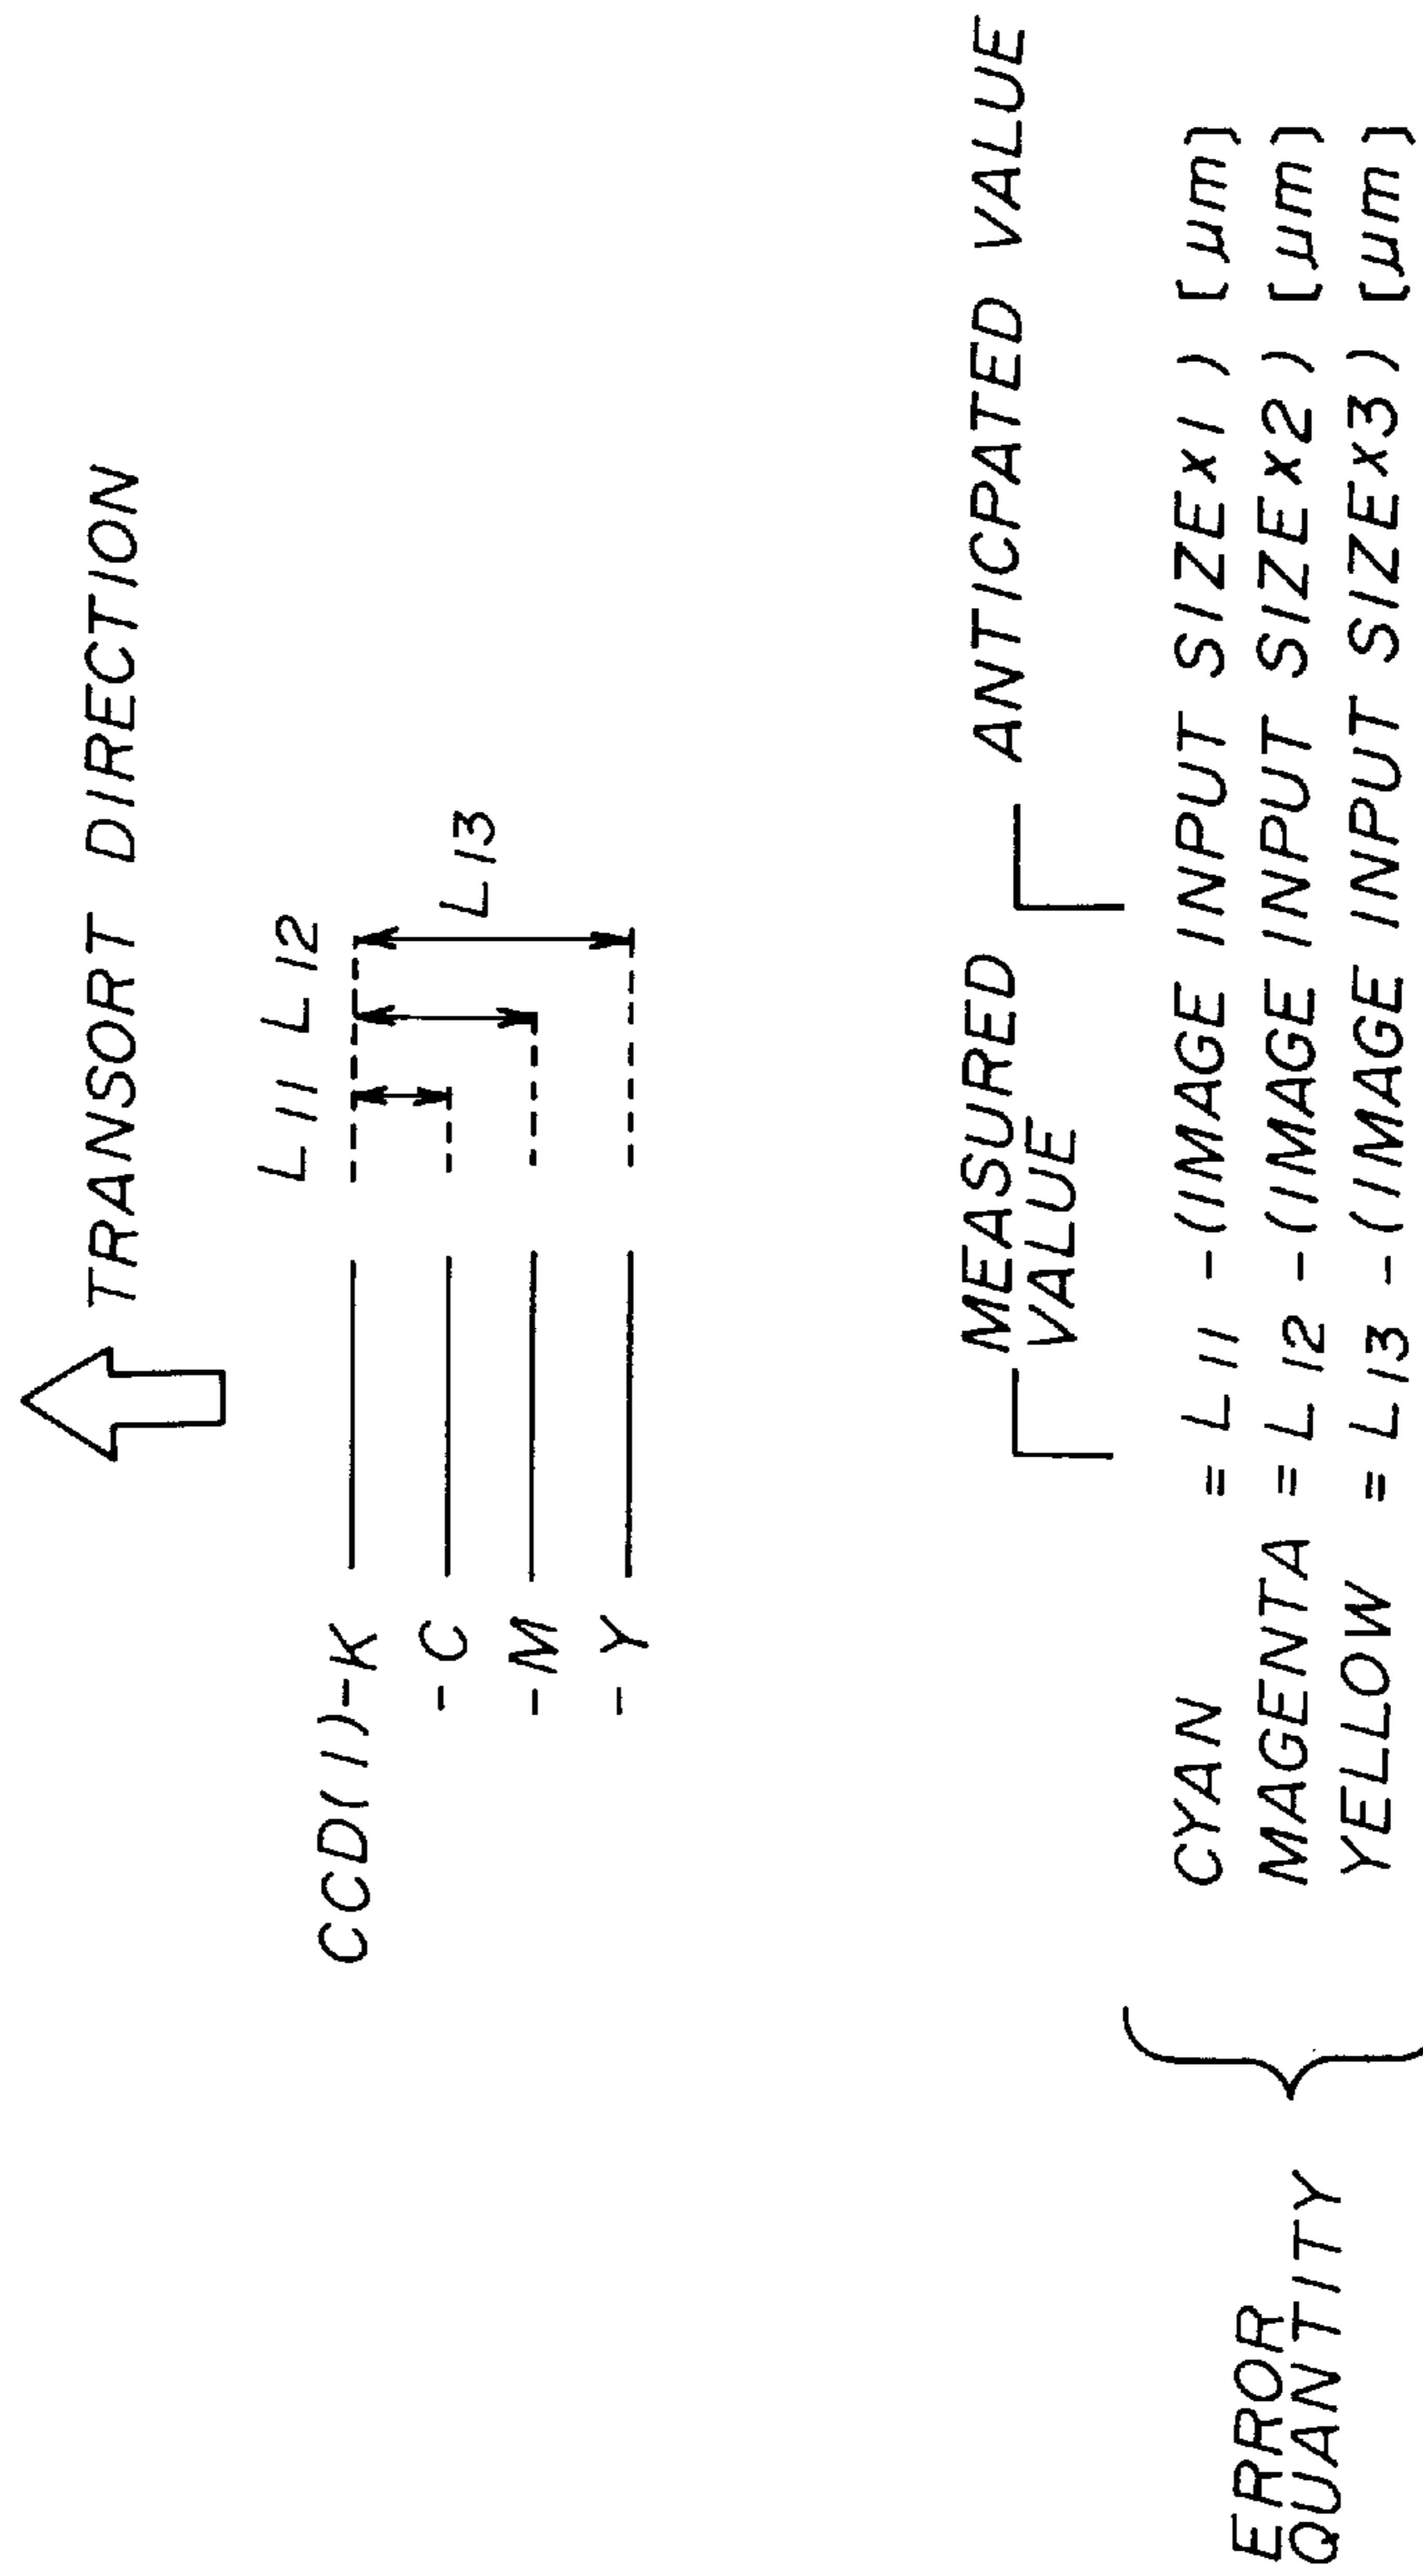 TRANSORT DIRECTION
L11 L12
L13
CCD(1)-K
-C
-M
-Y
MEASURED
VALUE
ANTICPATED VALUE
CYAN = L11 -(IMAGE INPUT SIZE×1) [μm]
MAGENTA = L12 -(IMAGE INPUT SIZE×2) [μm]
YELLOW = L13 -(IMAGE INPUT SIZE×3) [μm]
ERROR
QUANTITY